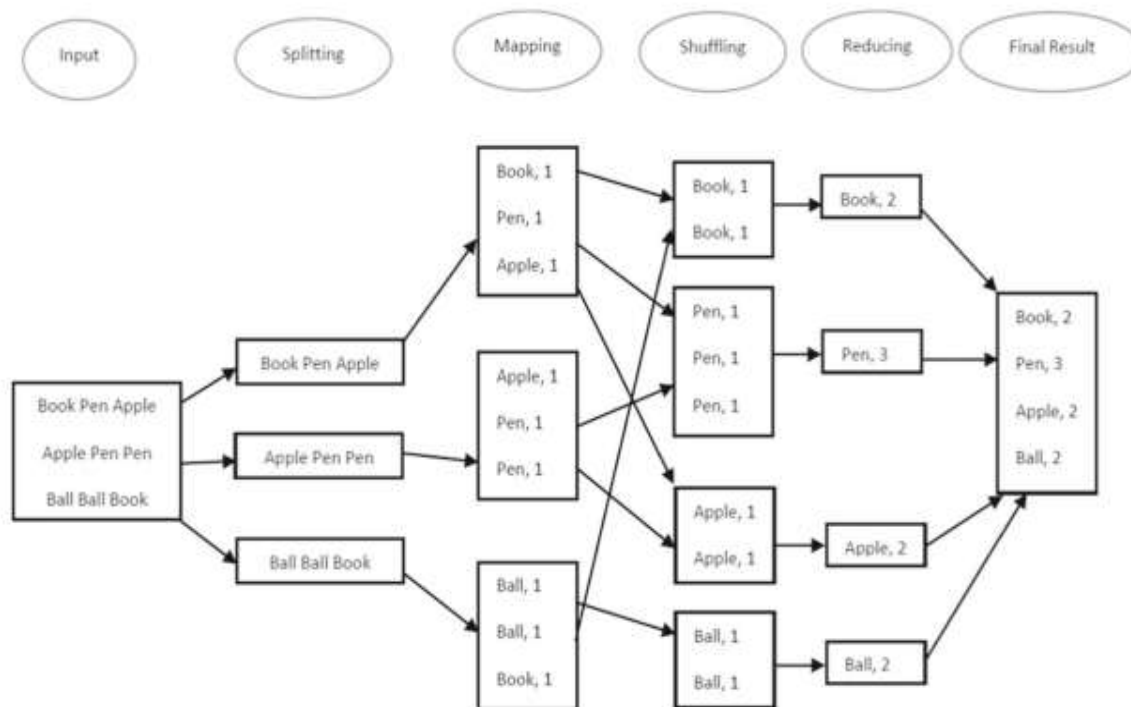 Input
Splitting
Mapping
Shuffling
Reducing
Final Result
Book Pen Apple
Apple Pen Pen
Ball Ball Book
Book Pen Apple
Apple Pen Pen
Ball Ball Book
Book, 1
Pen, 1
Apple, 1
Apple, 1
Pen, 1
Pen, 1
Ball, 1
Ball, 1
Book, 1
Book, 1
Book, 1
Pen, 1
Pen, 1
Pen, 1
Apple, 1
Apple, 1
Ball, 1
Ball, 1
Book, 2
Pen, 3
Apple, 2
Ball, 2
Book, 2
Pen, 3
Apple, 2
Ball, 2